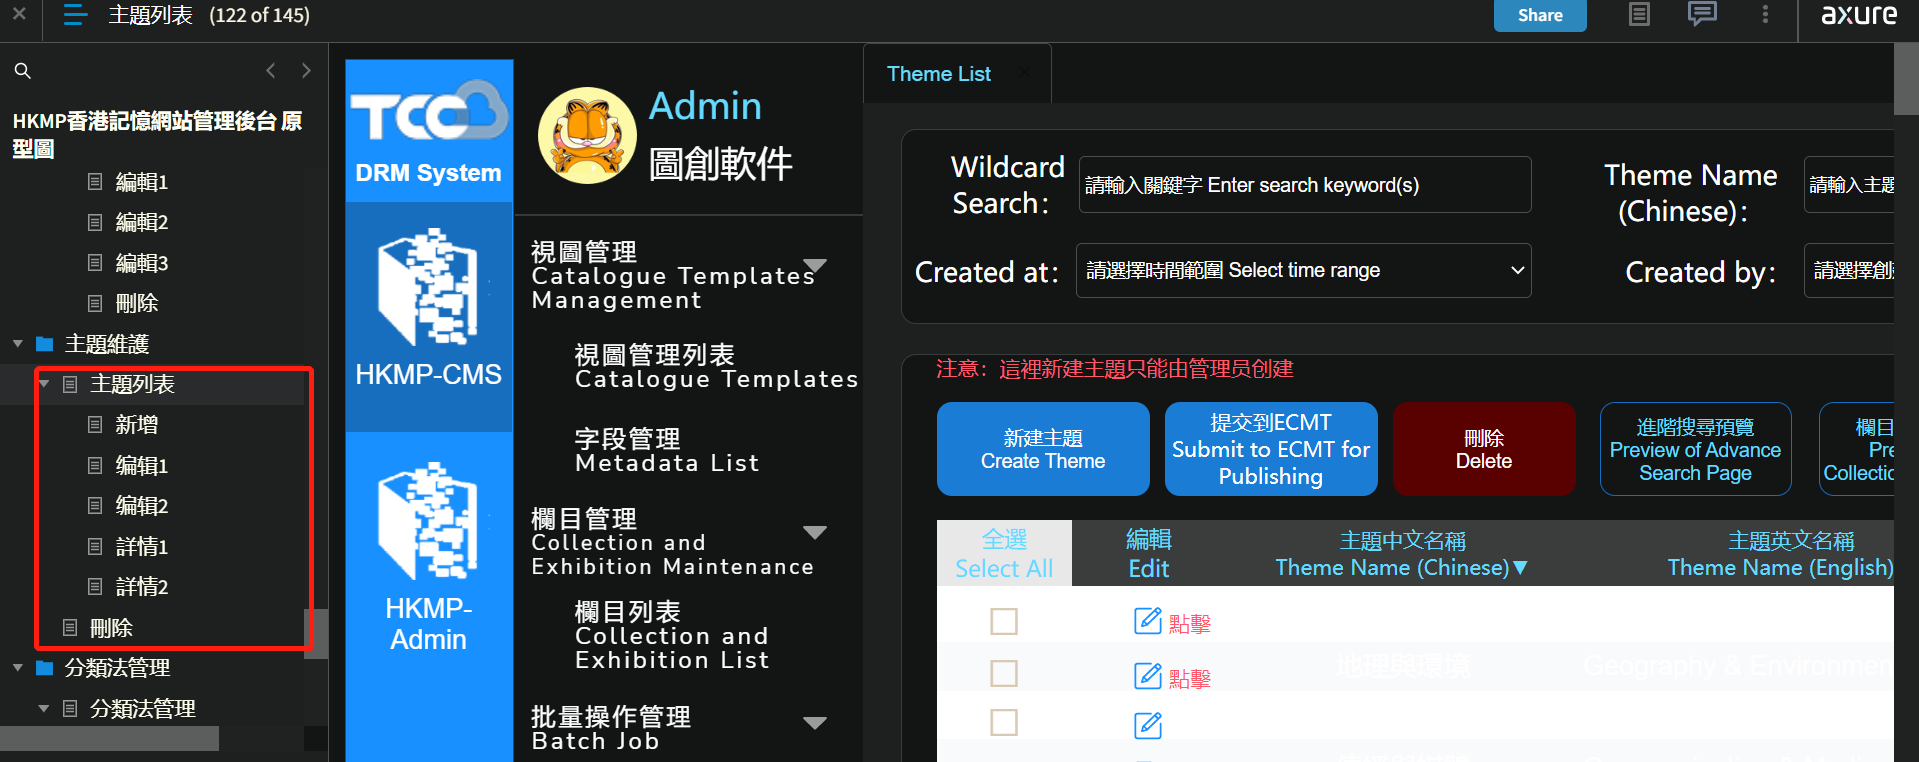 主題列表 (122 of 145)
Share
axure
HKMP香港記憶網站管理後台 原
型圖
編輯1
編輯2
編輯3
刪除
主題維護
主題列表
新增
编辑1
编辑2
詳情1
詳情2
刪除
分類法管理
分類法管理
TCC
DRM System
HKMP-CMS
HKMP-
Admin
Admin
圖創軟件
視圖管理
Catalogue Templates
Management
視圖管理列表
Catalogue Templates
字段管理
Metadata List
欄目管理
Collection and
Exhibition Maintenance
欄目列表
Collection and
Exhibition List
批量操作管理
Batch Job
Theme List
Wildcard
Search：
請輸入關鍵字 Enter search keyword(s)
Theme Name
(Chinese)：
請輸入主題
Created at：
請選擇時間範圍 Select time range
Created by：
請選擇創
注意：這裡新建主題只能由管理员创建
新建主題
Create Theme
提交到ECMT
Submit to ECMT for
Publishing
刪除
Delete
進階搜尋預覽
Preview of Advance
Search Page
欄目
Pre
Collectic
全選
Select All
編輯
Edit
主題中文名稱
Theme Name (Chinese)▼
主題英文名稱
Theme Name (English)
點擊
點擊
地理與環境
Geography & Environmen